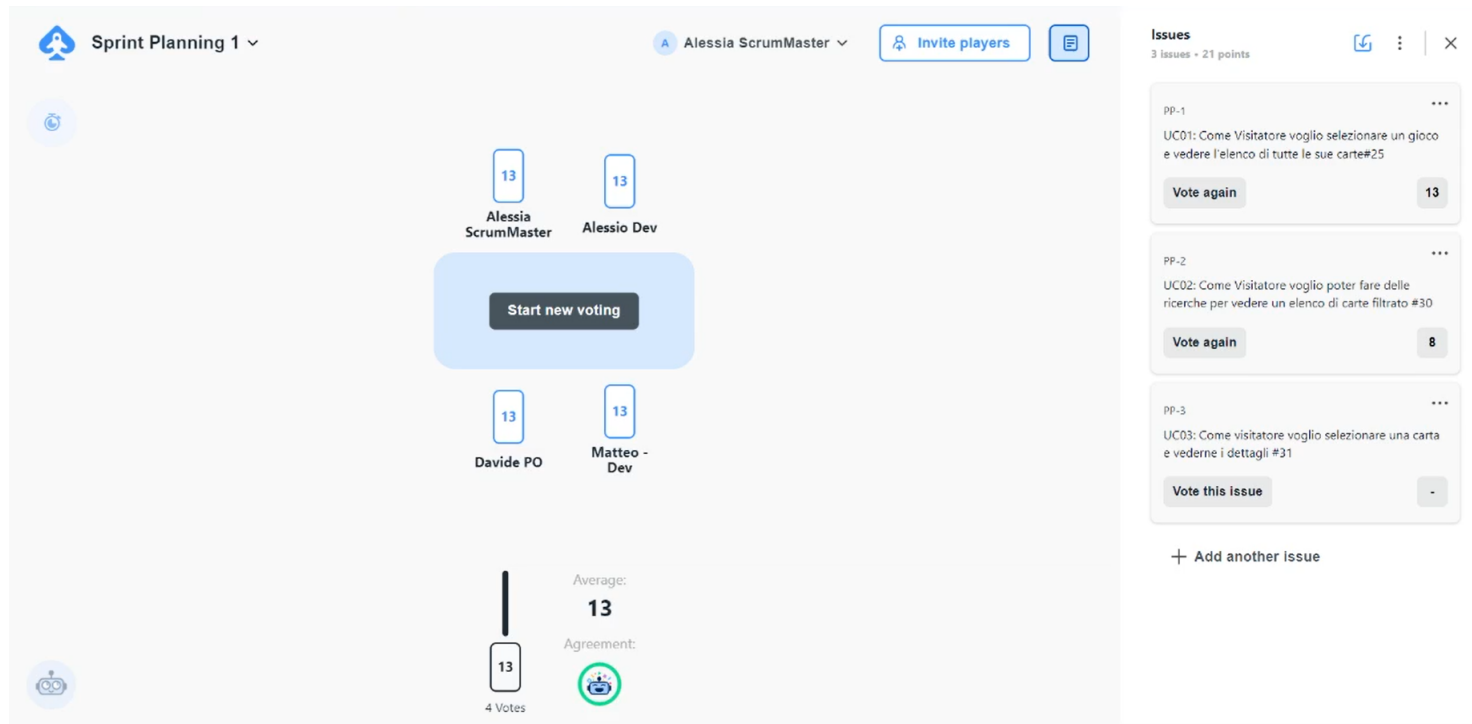 Sprint Planning 1
A Alessia ScrumMaster
Invite players
13
13
Alessia
ScrumMaster
Alessio Dev
Start new voting
13
13
Davide PO
Matteo -
Dev
Average:
13
Agreement:
13
4 Votes
Issues
3 issues • 21 points
PP-1
UC01: Come Visitatore voglio selezionare un gioco
e vedere l'elenco di tutte le sue carte#25
Vote again
13
PP-2
UC02: Come Visitatore voglio poter fare delle
ricerche per vedere un elenco di carte filtrato #30
Vote again
8
PP-3
UC03: Come visitatore voglio selezionare una carta
e vederne i dettagli #31
Vote this issue
-
+ Add another issue